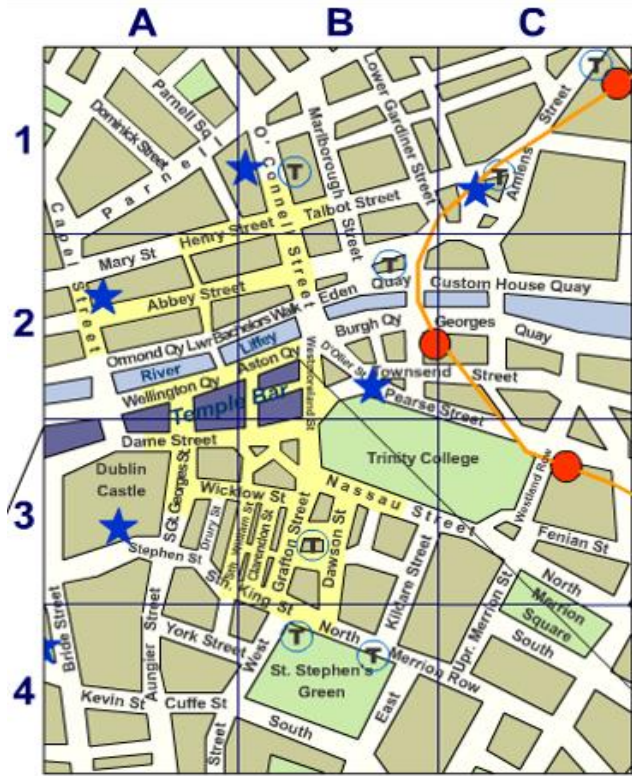 A B C
1
2
3
4
Parnell Sq
Dominick Street
Parnel
O' Connell Street
Marlborough
Street
Lower Gardiner Street
Amiens
Street
T
T
T
Talbot Street
Henry Street
Mary St
Capel
Street
Abbey Street
T
Eden
Quay
Custom House Quay
Ormond Qy Lwr
Bachelors Walk
Liffey
River
Burgh Qy
Georges
Quay
Wellington Qy
Aston Qy
Westmoreland St
D'Olier St
Townsend
Street
Temple Bar
Pearse Street
Dame Street
Dublin
Castle
S Gt. Georges St.
Trinity College
Westland Row
Wicklow St
Nassau
Street
Drury St
Sth. William St
Clarendon St
Grafton Street
T
Dawson St
Kildare Street
Fenian St
Stephen St
Sth. King St
North
Merrion
Square
South
Upr. Merrion St
Bride Street
Aungier Street
York Street
West
T
North
T
Merrion Row
St. Stephen's
Green
Kevin St
Cuffe St
Street
South
East